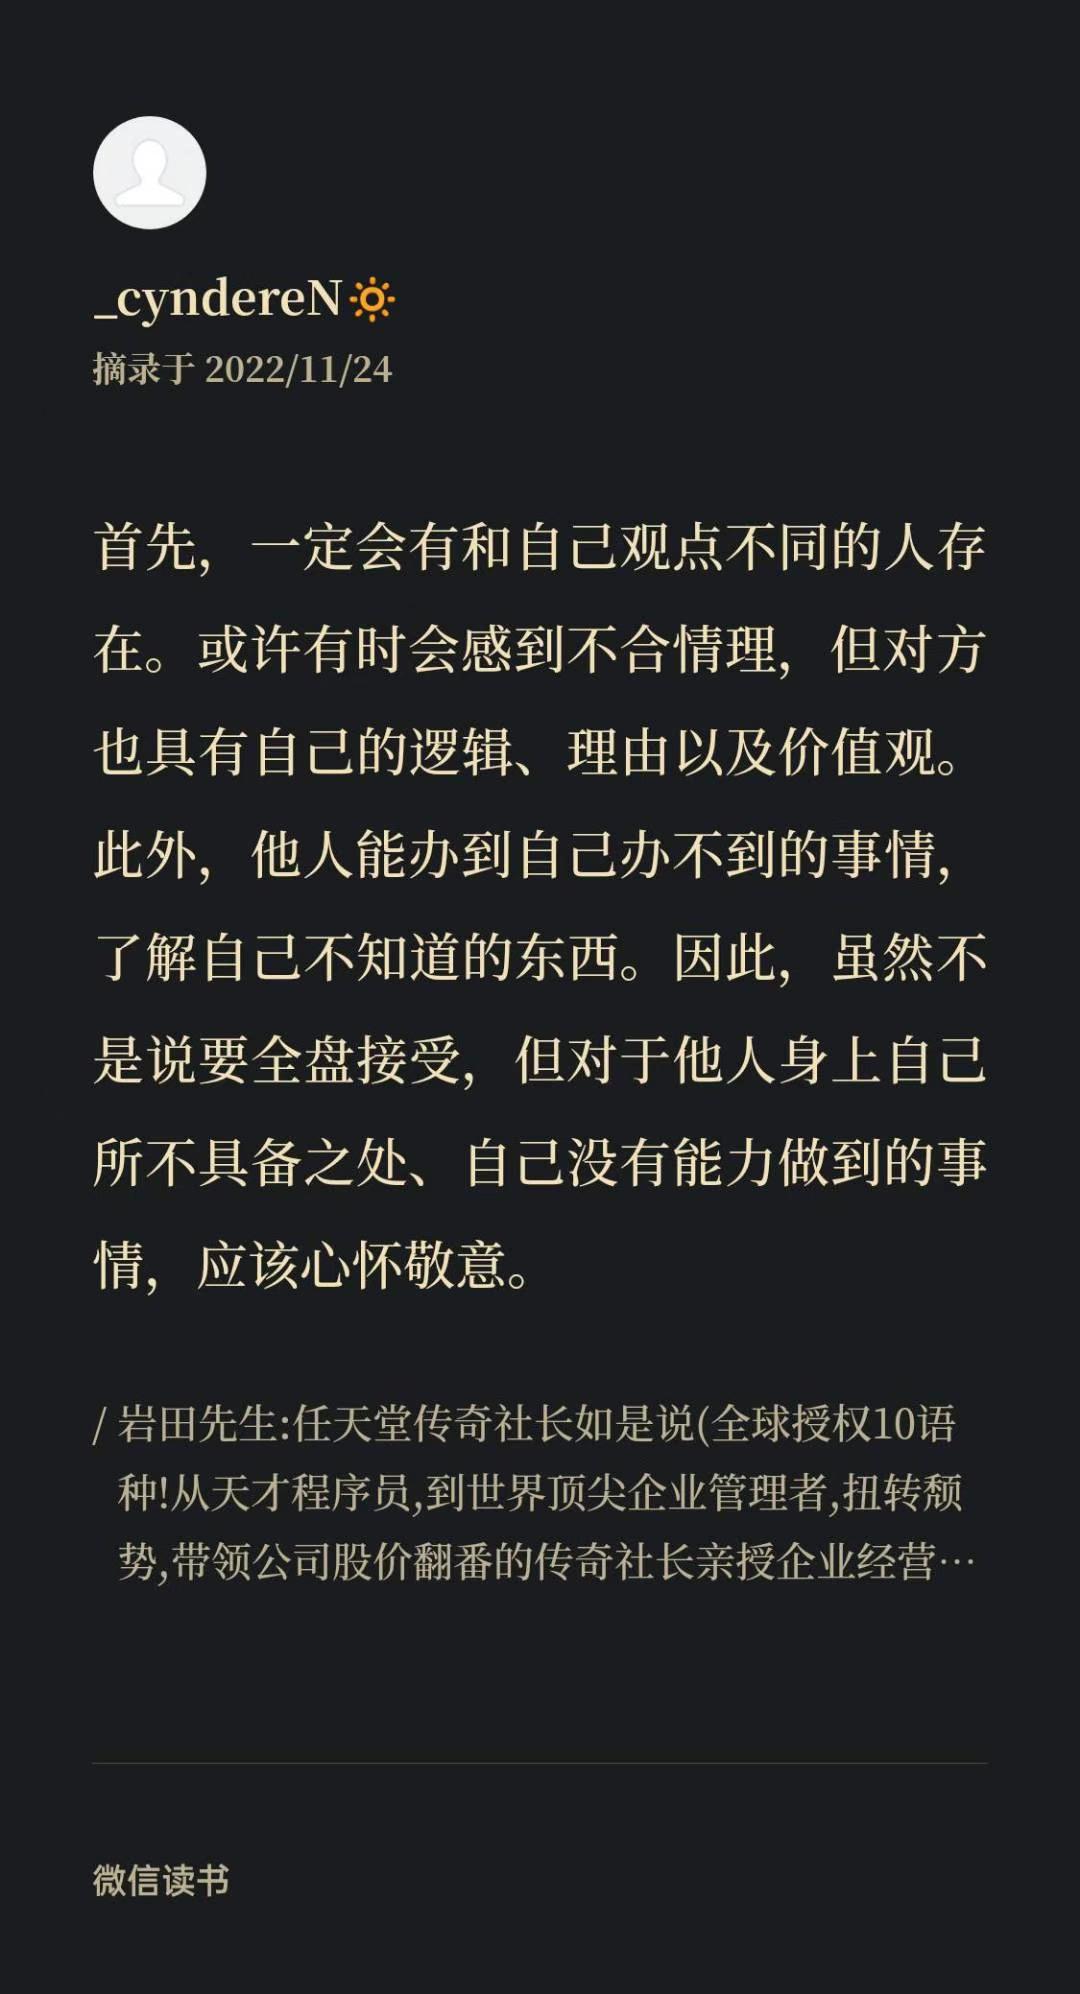 _cyndereN🔅
摘录于 2022/11/24
首先，一定会有和自己观点不同的人存
在。或许有时会感到不合情理，但对方
也具有自己的逻辑、理由以及价值观。
此外，他人能办到自己办不到的事情，
了解自己不知道的东西。因此，虽然不
是说要全盘接受，但对于他人身上自己
所不具备之处、自己没有能力做到的事
情，应该心怀敬意。
/ 岩田先生:任天堂传奇社长如是说(全球授权10语
种!从天才程序员,到世界顶尖企业管理者,扭转颓
势,带领公司股价翻番的传奇社长亲授企业经营…
微信读书